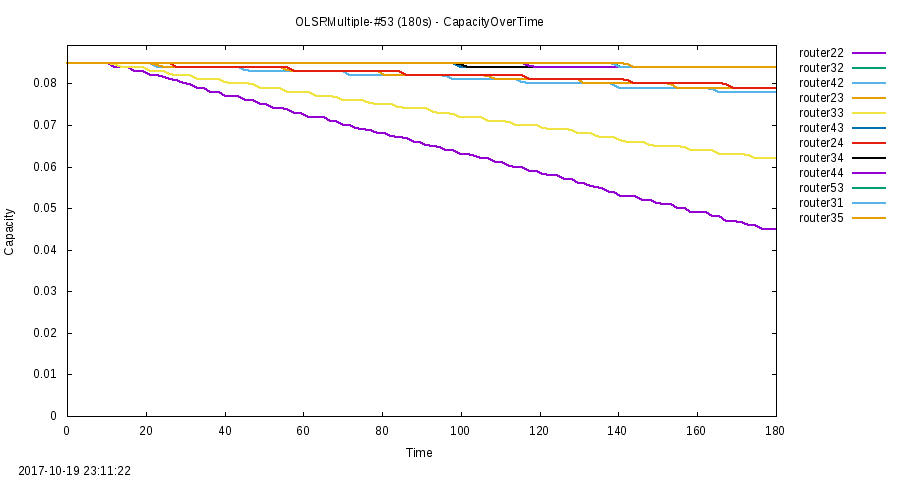 OLSRMultiple-#53 (180s) - CapacityOverTime
router22
router32
router42
router23
router33
router43
router24
router34
router44
router53
router31
router35
0.08
0.07
0.06
0.05
0.04
0.03
0.02
0.01
0
Capacity
0 20 40 60 80 100 120 140 160 180
Time
2017-10-19 23:11:22